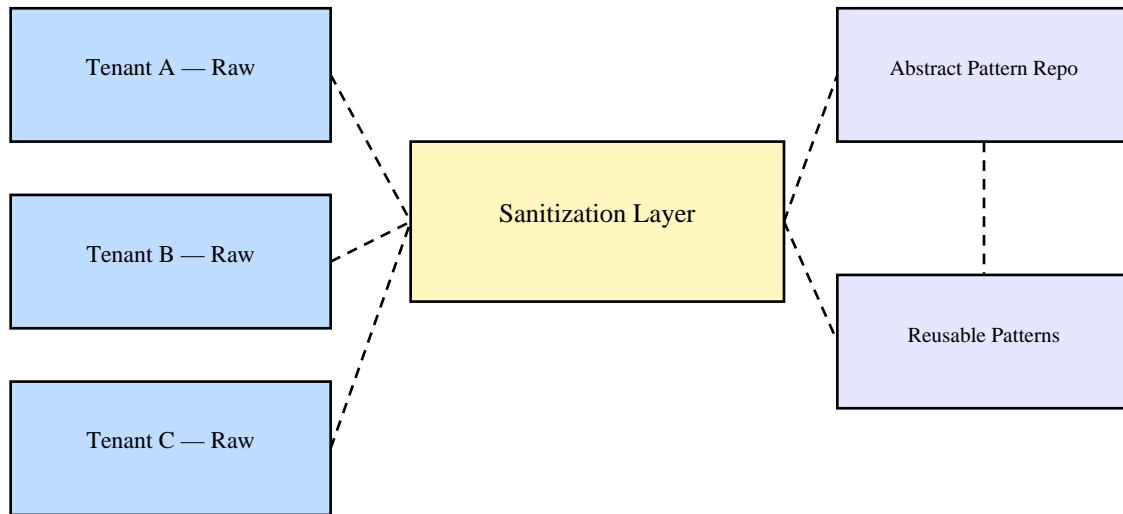 Tenant A — Raw
Tenant B — Raw
Tenant C — Raw
Sanitization Layer
Abstract Pattern Repo
Reusable Patterns